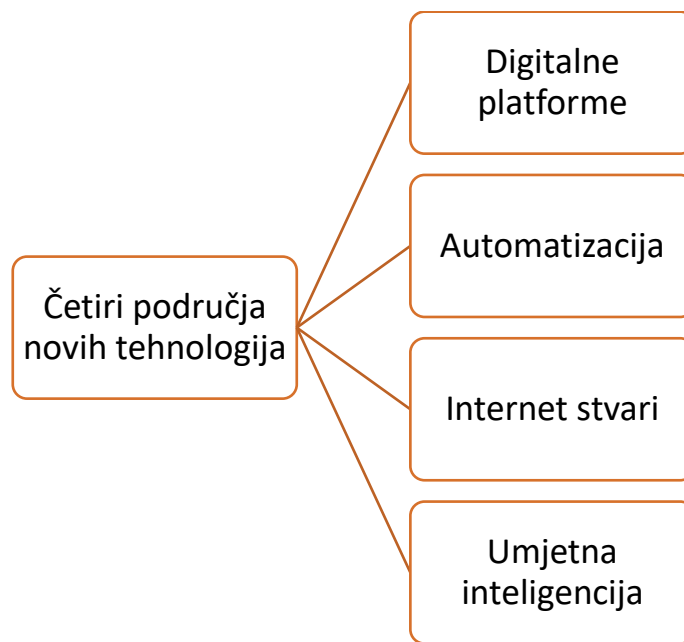 Četiri područja
novih tehnologija
Digitalne
platforme
Automatizacija
Internet stvari
Umjetna
inteligencija